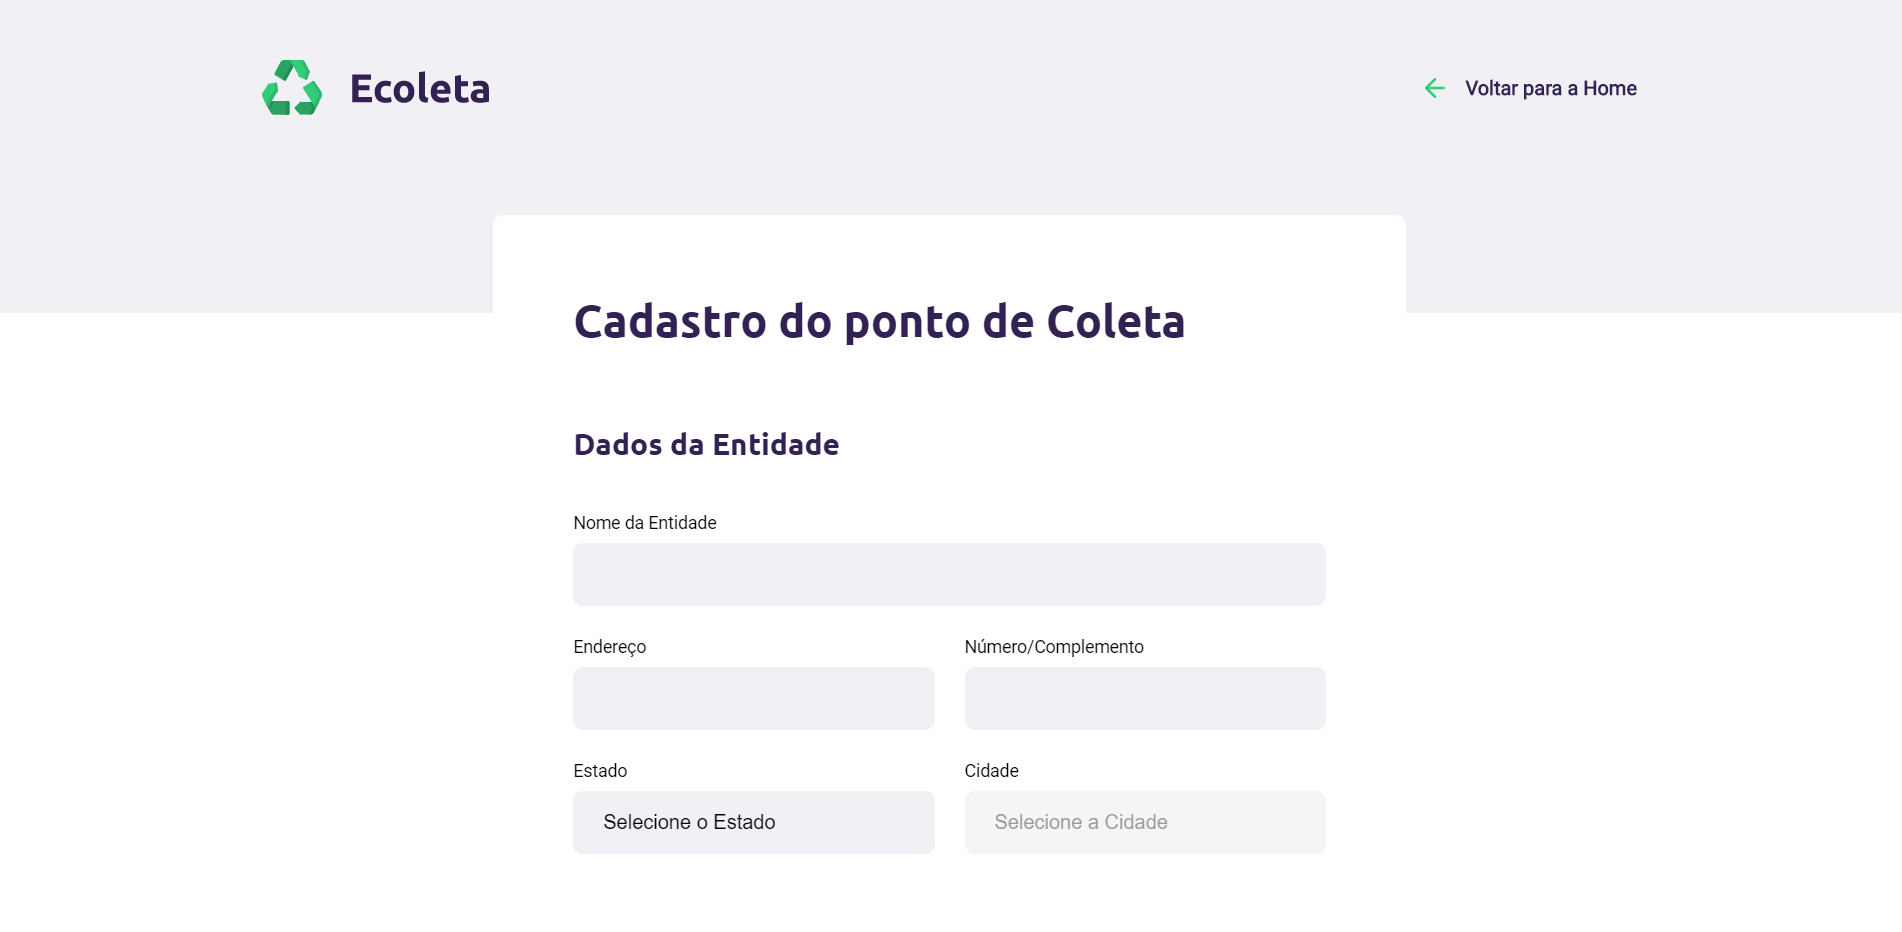 Ecoleta
Voltar para a Home
Cadastro do ponto de Coleta
Dados da Entidade
Nome da Entidade
Endereço
Número/Complemento
Estado
Cidade
Selecione o Estado
Selecione a Cidade